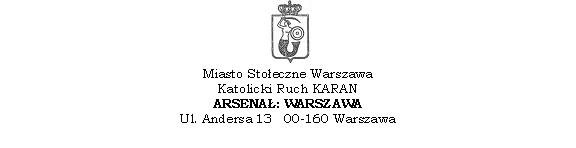 Miasto Stołeczne Warszawa
Katolicki Ruch KARAN
ARSENAŁ: WARSZAWA
Ul. Andersa 13 00-160 Warszawa